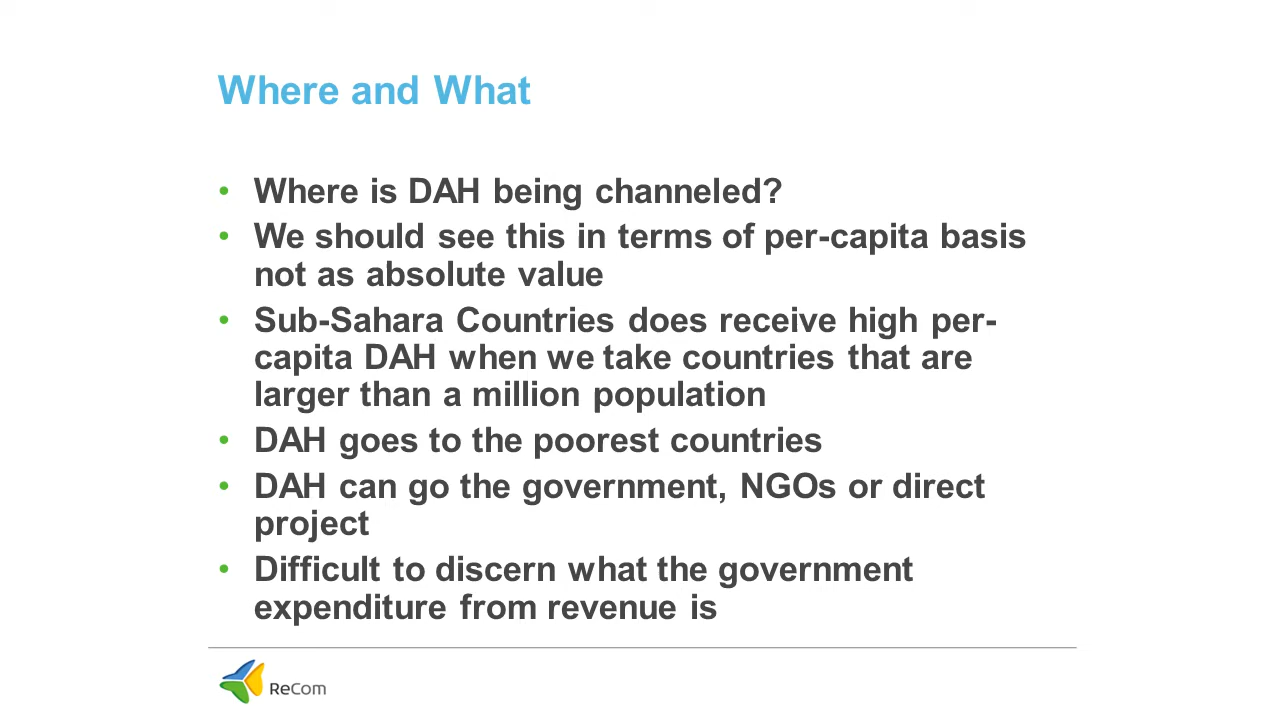 Where and What
• Where is DAH being channeled?
• We should see this in terms of per-capita basis
not as absolute value
• Sub-Sahara Countries does receive high per-
capita DAH when we take countries that are
larger than a million population
• DAH goes to the poorest countries
• DAH can go the government, NGOs or direct
project
• Difficult to discern what the government
expenditure from revenue is
ReCom